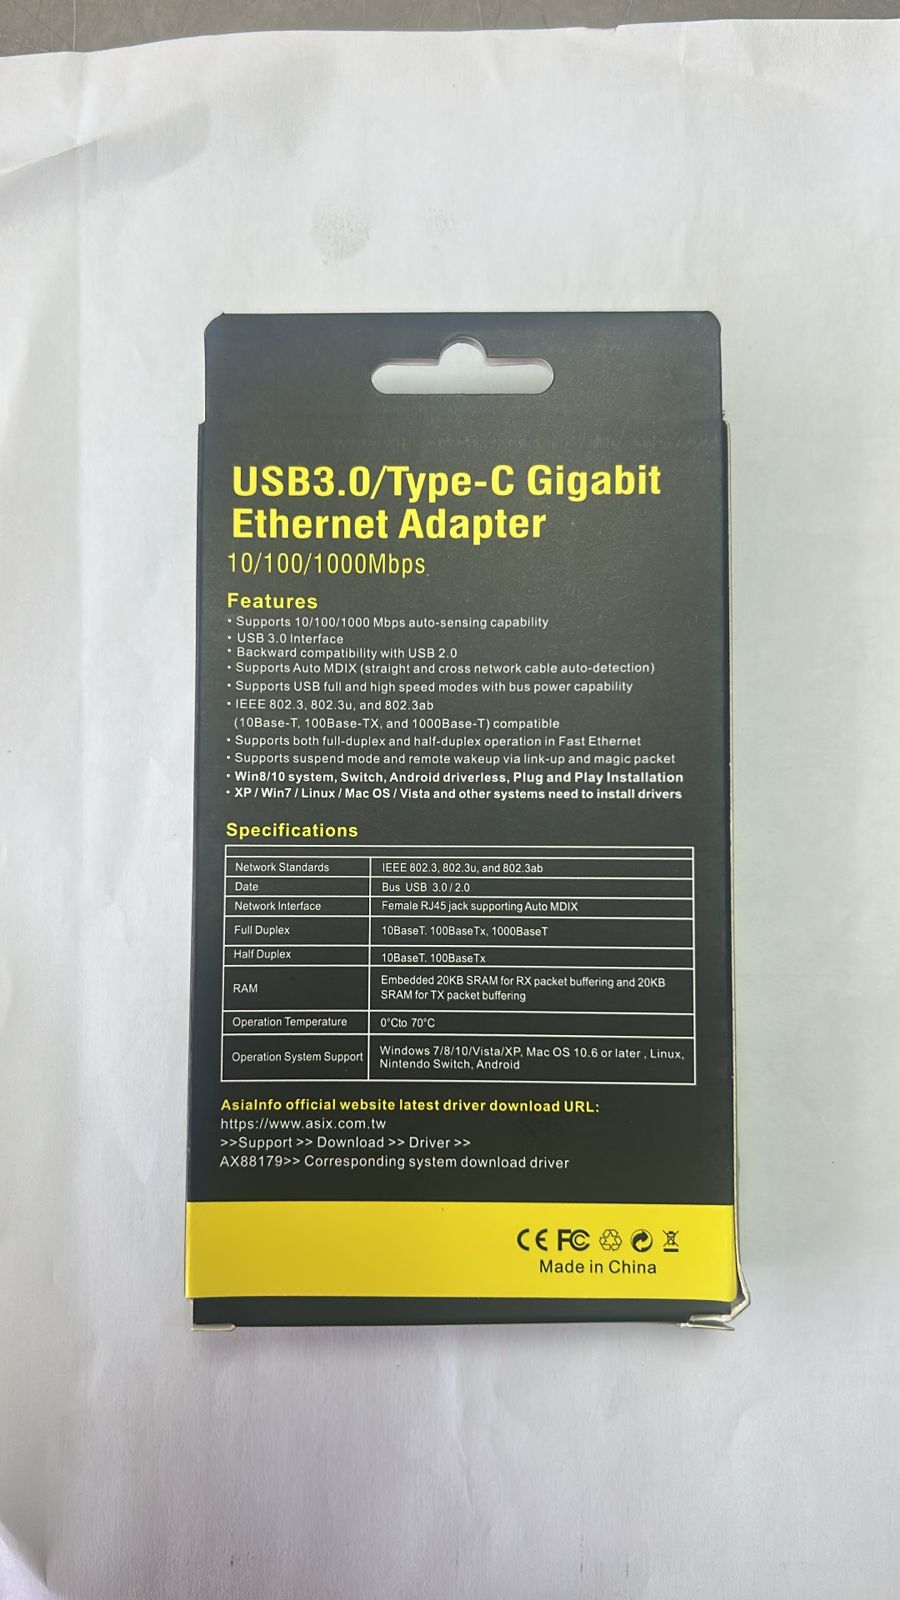 USB3.0/Type-C Gigabit
Ethernet Adapter
10/100/1000Mbps
Features
• Supports 10/100/1000 Mbps auto-sensing capability
• USB 3.0 Interface
• Backward compatibility with USB 2.0
• Supports Auto MDIX (straight and cross network cable auto-detection)
• Supports USB full and high speed modes with bus power capability
• IEEE 802.3, 802.3u, and 802.3ab
(10Base-T, 100Base-TX, and 1000Base-T) compatible
• Supports both full-duplex and half-duplex operation in Fast Ethernet
• Supports suspend mode and remote wakeup via link-up and magic packet
• Win8/10 system, Switch, Android driverless, Plug and Play Installation
• XP / Win7 / Linux / Mac OS / Vista and other systems need to install drivers
Specifications
Network Standards IEEE 802.3, 802.3u, and 802.3ab
Date Bus USB 3.0 / 2.0
Network Interface Female RJ45 jack supporting Auto MDIX
Full Duplex 10BaseT. 100BaseTx, 1000BaseT
Half Duplex 10BaseT. 100BaseTx
RAM Embedded 20KB SRAM for RX packet buffering and 20KB
SRAM for TX packet buffering
Operation Temperature 0°Cto 70°C
Operation System Support Windows 7/8/10/Vista/XP, Mac OS 10.6 or later , Linux,
Nintendo Switch, Android
AsiaInfo official website latest driver download URL:
https://www.asix.com.tw
>>Support >> Download >> Driver >>
AX88179>> Corresponding system download driver
CE FC
Made in China